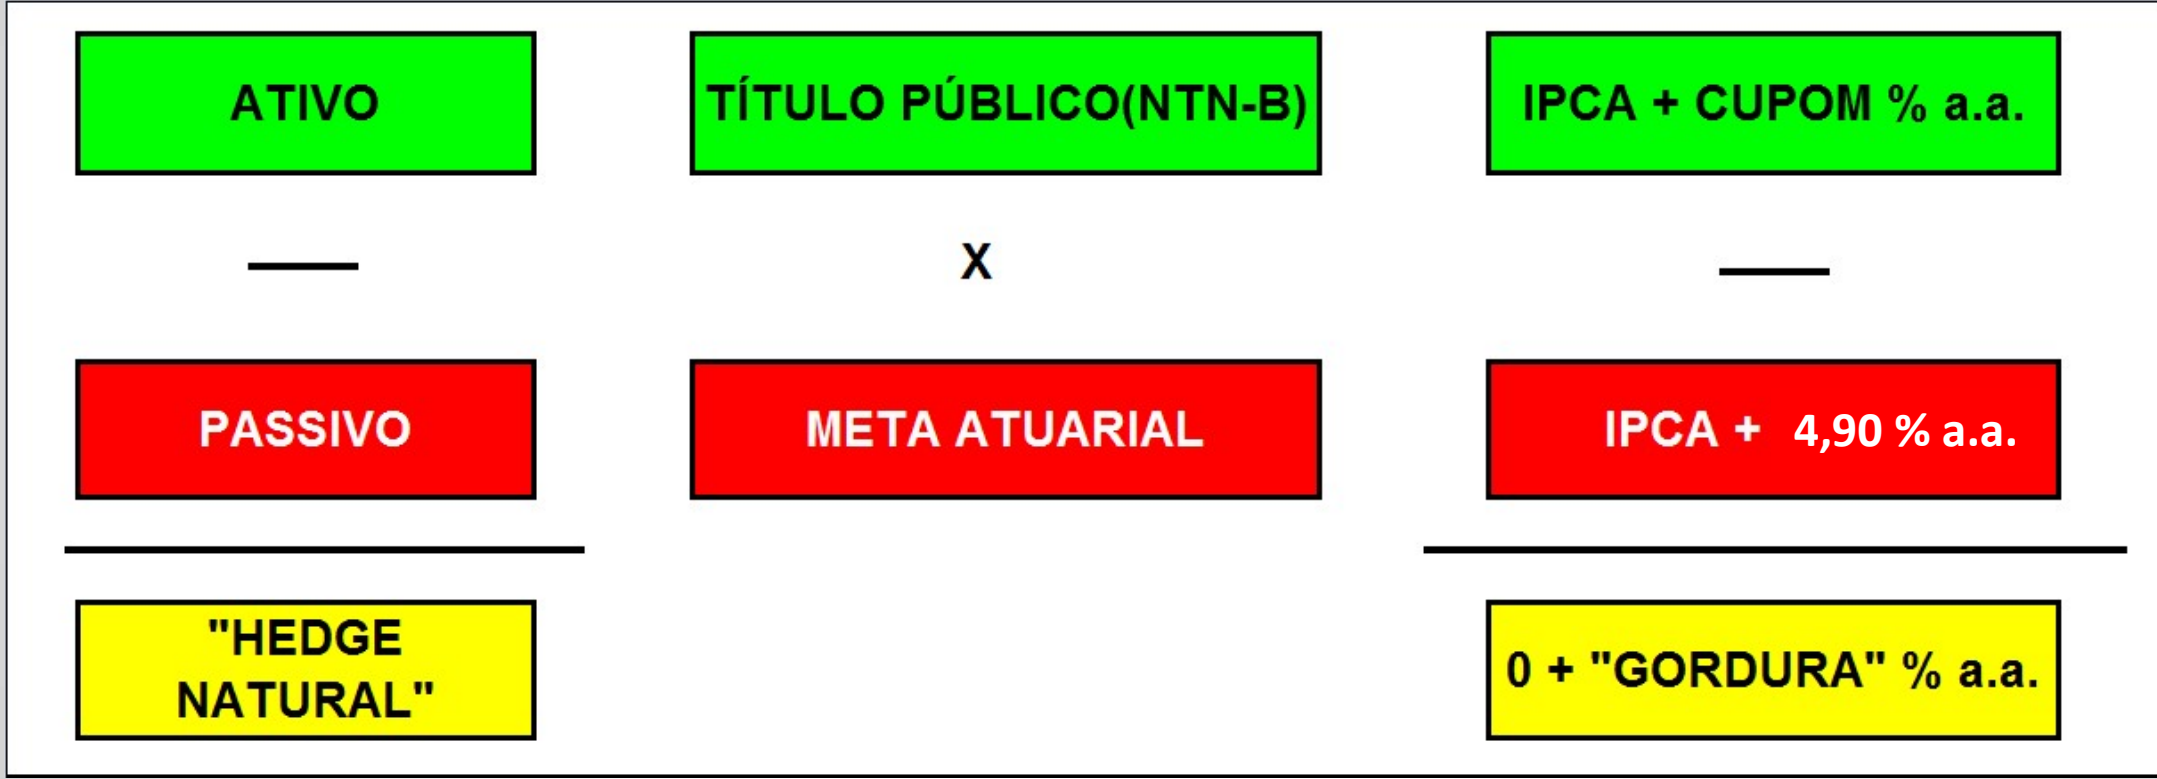 ATIVO
TÍTULO PÚBLICO(NTN-B)
IPCA + CUPOM % a.a.
X
PASSIVO
META ATUARIAL
IPCA + 4,90 % a.a.
"HEDGE
NATURAL"
0 + "GORDURA" % a.a.